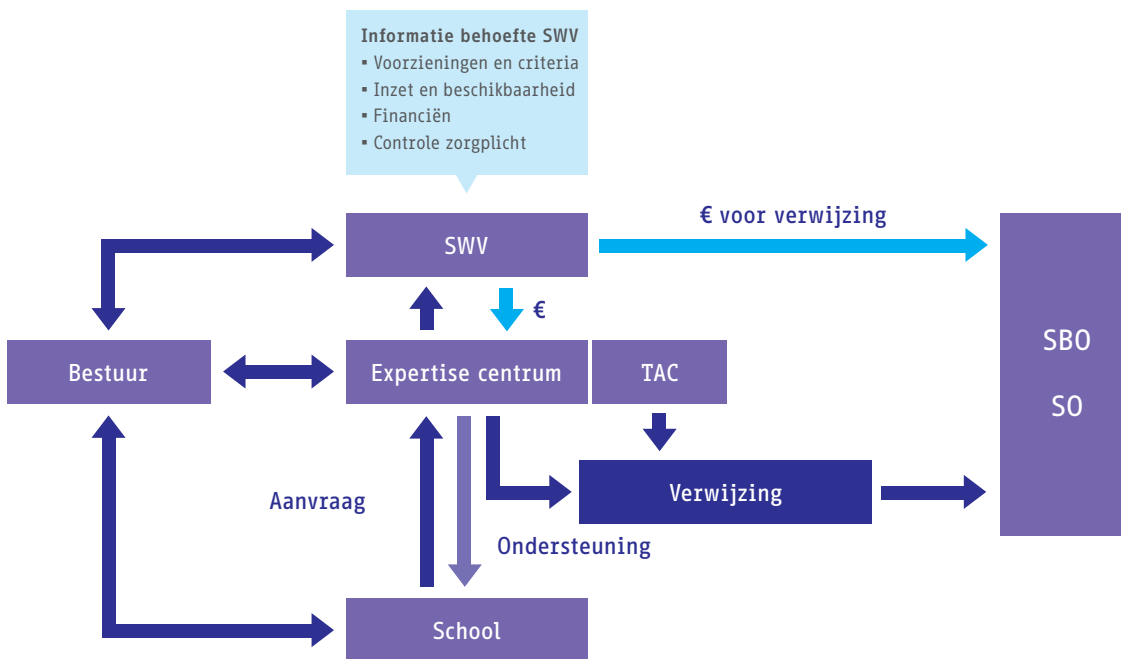 Informatie behoefte SWV
▪ Voorzieningen en criteria
▪ Inzet en beschikbaarheid
▪ Financiën
▪ Controle zorgplicht
€ voor verwijzing
SWV
€
SBO
SO
Bestuur
Expertise centrum
TAC
Verwijzing
Aanvraag
Ondersteuning
School